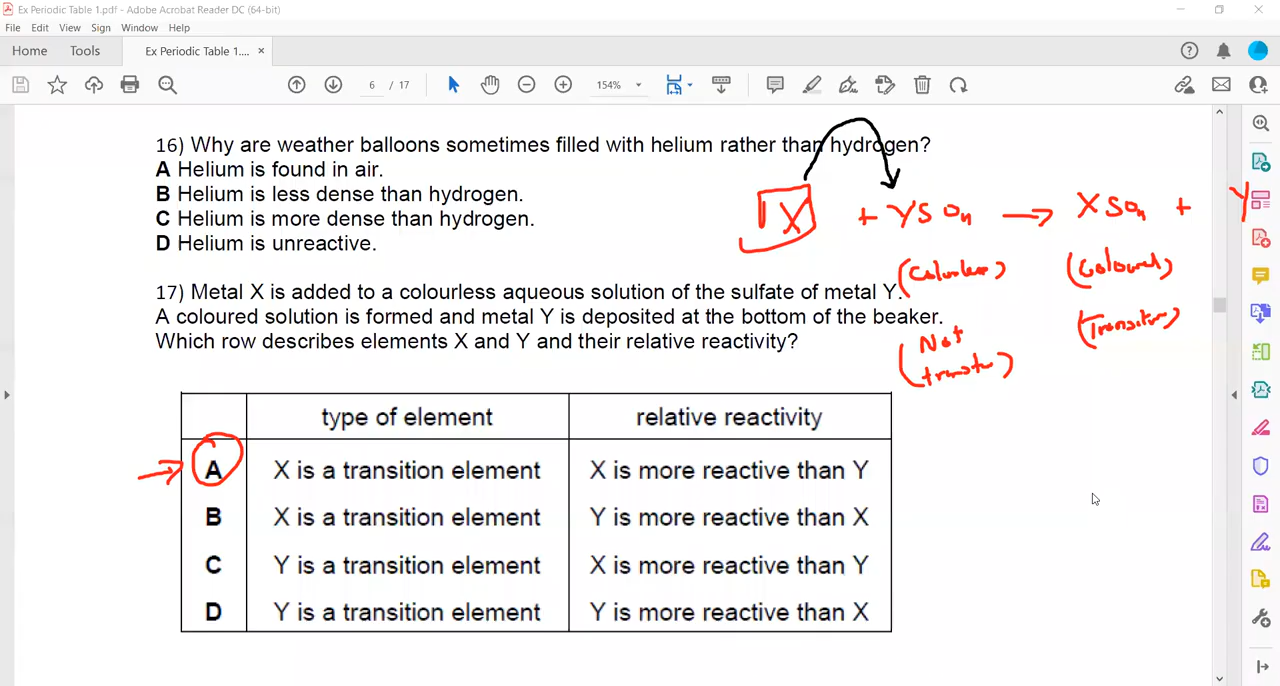 Ex Periodic Table 1.pdf - Adobe Acrobat Reader DC (64-bit)
File Edit View Sign Window Help
Home Tools Ex Periodic Table 1.... ×
6 / 17 154%
16) Why are weather balloons sometimes filled with helium rather than hydrogen?
A Helium is found in air.
B Helium is less dense than hydrogen.
C Helium is more dense than hydrogen.
D Helium is unreactive.
X + YSO4 → XSO4 + Y
(Colourless) (Coloured)
17) Metal X is added to a colourless aqueous solution of the sulfate of metal Y.
A coloured solution is formed and metal Y is deposited at the bottom of the beaker.
Which row describes elements X and Y and their relative reactivity?
(Transition)
(Not
transition)
type of element relative reactivity
A X is a transition element X is more reactive than Y
B X is a transition element Y is more reactive than X
C Y is a transition element X is more reactive than Y
D Y is a transition element Y is more reactive than X